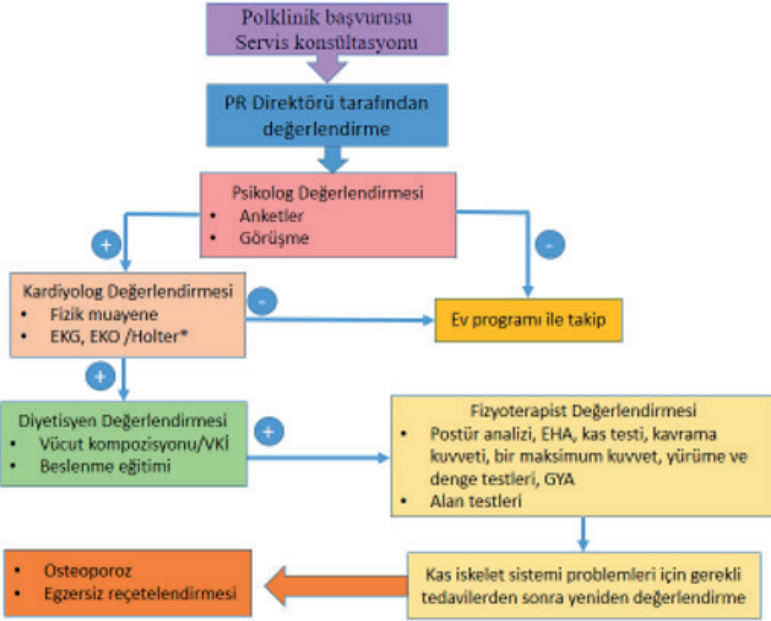 Polklinik başvurusu
Servis konsültasyonu
PR Direktörü tarafından
değerlendirme
Psikolog Değerlendirmesi
• Anketler
• Görüşme
+
-
Kardiyolog Değerlendirmesi
• Fizik muayene
• EKG, EKO /Holter*
-
Ev programı ile takip
+
Diyetisyen Değerlendirmesi
• Vücut kompozisyonu/VKİ
• Beslenme eğitimi
+
Fizyoterapist Değerlendirmesi
• Postür analizi, EHA, kas testi, kavrama
kuvveti, bir maksimum kuvvet, yürüme ve
denge testleri, GYA
• Alan testleri
Kas iskelet sistemi problemleri için gerekli
tedavilerden sonra yeniden değerlendirme
• Osteoporoz
• Egzersiz reçetelendirmesi